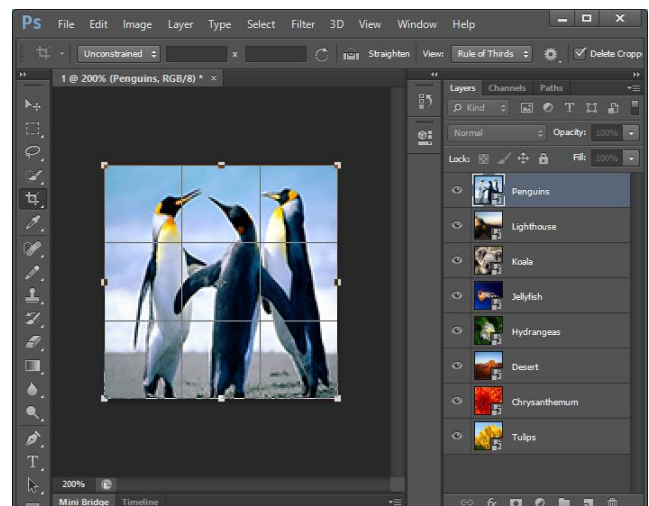 Ps File Edit Image Layer Type Select Filter 3D View Window Help
Unconstrained x Straighten View: Rule of Thirds Delete Cropp
1 @ 200% (Penguins, RGB/8) * ×
Layers Channels Paths
Kind T
Normal Opacity: 100%
Lock: Fill: 100%
Penguins
Lighthouse
Koala
Jellyfish
Hydrangeas
Desert
Chrysanthemum
Tulips
T
200%
fx
Mini Bridge Timeline